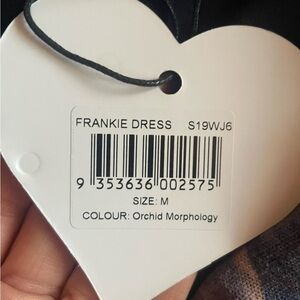 FRANKIE DRESS S19WJ6
9 353636 002575
SIZE: M
COLOUR: Orchid Morphology